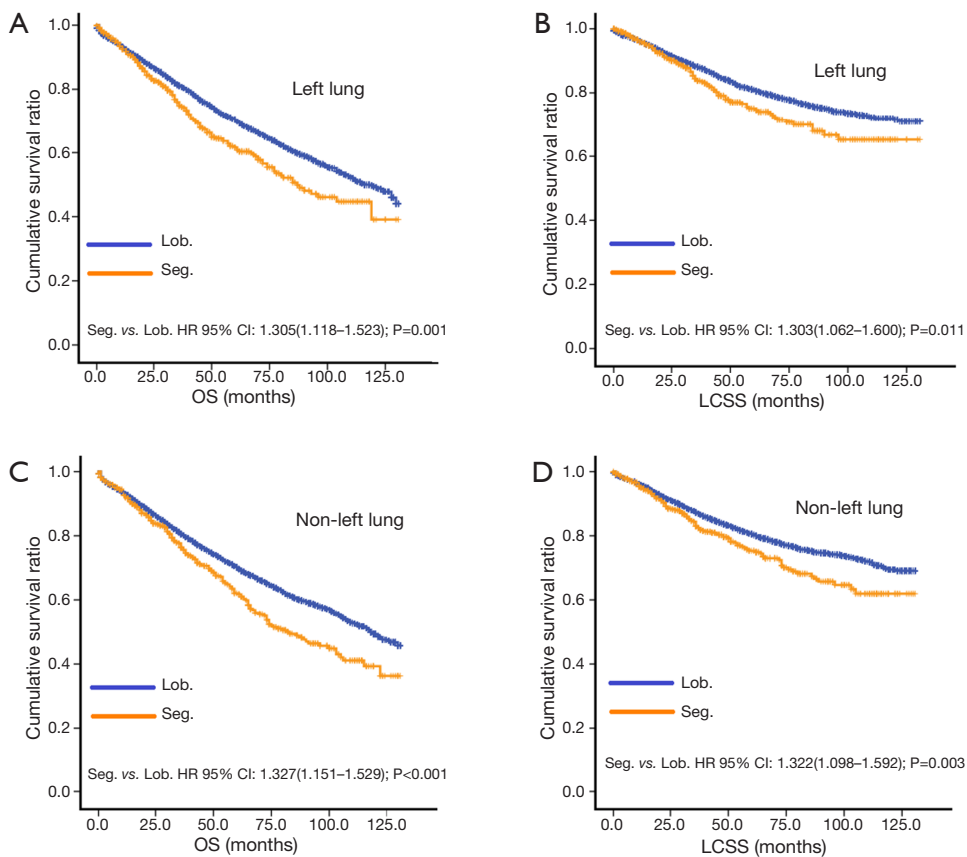 A
Cumulative survival ratio
1.0
0.8
0.6
0.4
0.2
0.0
Left lung
Lob.
Seg.
Seg. vs. Lob. HR 95% CI: 1.305(1.118–1.523); P=0.001
0.0 25.0 50.0 75.0 100.0 125.0
OS (months)
B
Cumulative survival ratio
1.0
0.8
0.6
0.4
0.2
0.0
Left lung
Lob.
Seg.
Seg. vs. Lob. HR 95% CI: 1.303(1.062–1.600); P=0.011
0.0 25.0 50.0 75.0 100.0 125.0
LCSS (months)
C
Cumulative survival ratio
1.0
0.8
0.6
0.4
0.2
0.0
Non-left lung
Lob.
Seg.
Seg. vs. Lob. HR 95% CI: 1.327(1.151–1.529); P<0.001
0.0 25.0 50.0 75.0 100.0 125.0
OS (months)
D
Cumulative survival ratio
1.0
0.8
0.6
0.4
0.2
0.0
Non-left lung
Lob.
Seg.
Seg. vs. Lob. HR 95% CI: 1.322(1.098–1.592); P=0.003
0.0 25.0 50.0 75.0 100.0 125.0
LCSS (months)